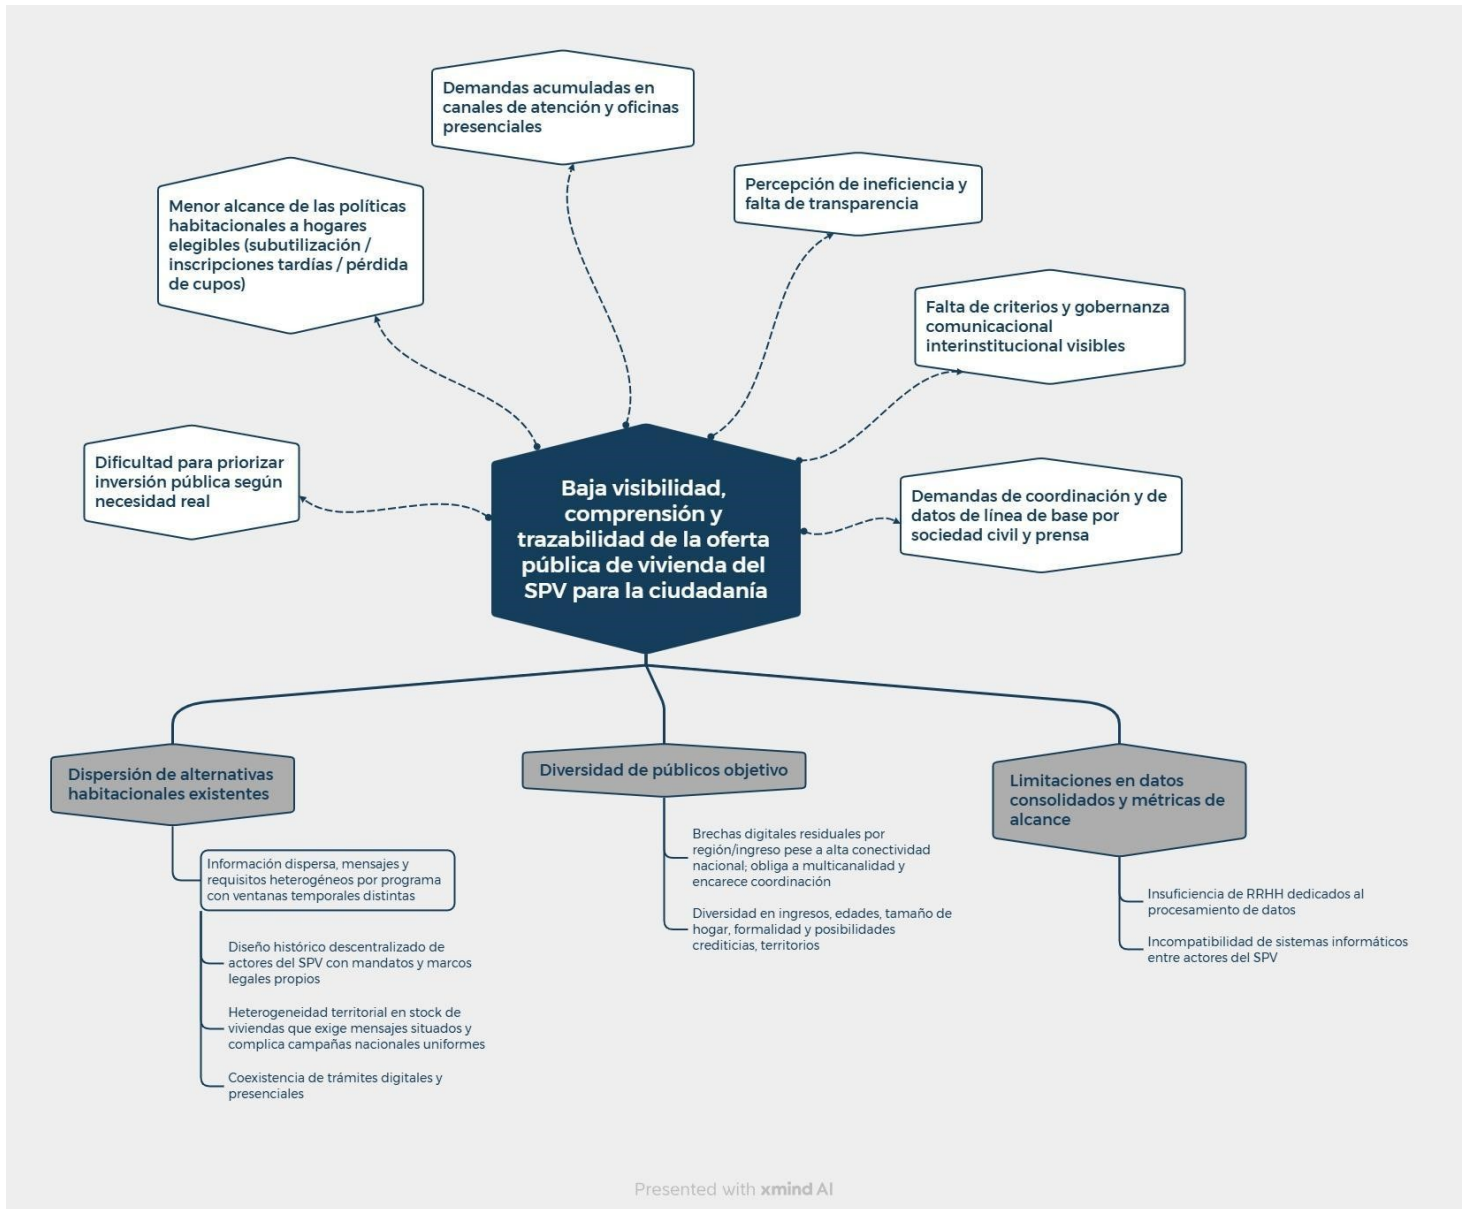 Demandas acumuladas en
canales de atención y oficinas
presenciales
Percepción de ineficiencia y
falta de transparencia
Menor alcance de las políticas
habitacionales a hogares
elegibles (subutilización /
inscripciones tardías / pérdida
de cupos)
Falta de criterios y gobernanza
comunicacional
interinstitucional visibles
Dificultad para priorizar
inversión pública según
necesidad real
Demandas de coordinación y de
datos de línea de base por
sociedad civil y prensa
Baja visibilidad,
comprensión y
trazabilidad de la oferta
pública de vivienda del
SPV para la ciudadanía
Dispersión de alternativas
habitacionales existentes
Información dispersa, mensajes y
requisitos heterogéneos por programa
con ventanas temporales distintas
Diseño histórico descentralizado de
actores del SPV con mandatos y marcos
legales propios
Heterogeneidad territorial en stock de
viviendas que exige mensajes situados y
complica campañas nacionales uniformes
Coexistencia de trámites digitales y
presenciales
Diversidad de públicos objetivo
Brechas digitales residuales por
región/ingreso pese a alta conectividad
nacional; obliga a multicanalidad y
encarece coordinación
Diversidad en ingresos, edades, tamaño de
hogar, formalidad y posibilidades
crediticias, territorios
Limitaciones en datos
consolidados y métricas de
alcance
Insuficiencia de RRHH dedicados al
procesamiento de datos
Incompatibilidad de sistemas informáticos
entre actores del SPV
Presented with xmind AI